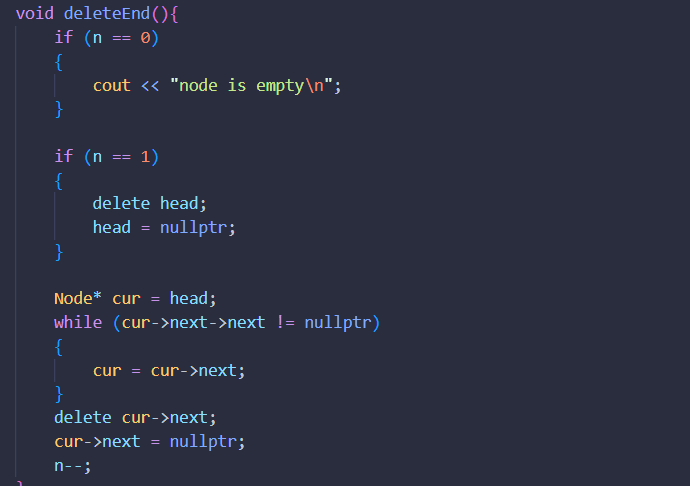 void deleteEnd(){
    if (n == 0)
    {
        cout << "node is empty\n";
    }

    if (n == 1)
    {
        delete head;
        head = nullptr;
    }

    Node* cur = head;
    while (cur->next->next != nullptr)
    {
        cur = cur->next;
    }
    delete cur->next;
    cur->next = nullptr;
    n--;
}